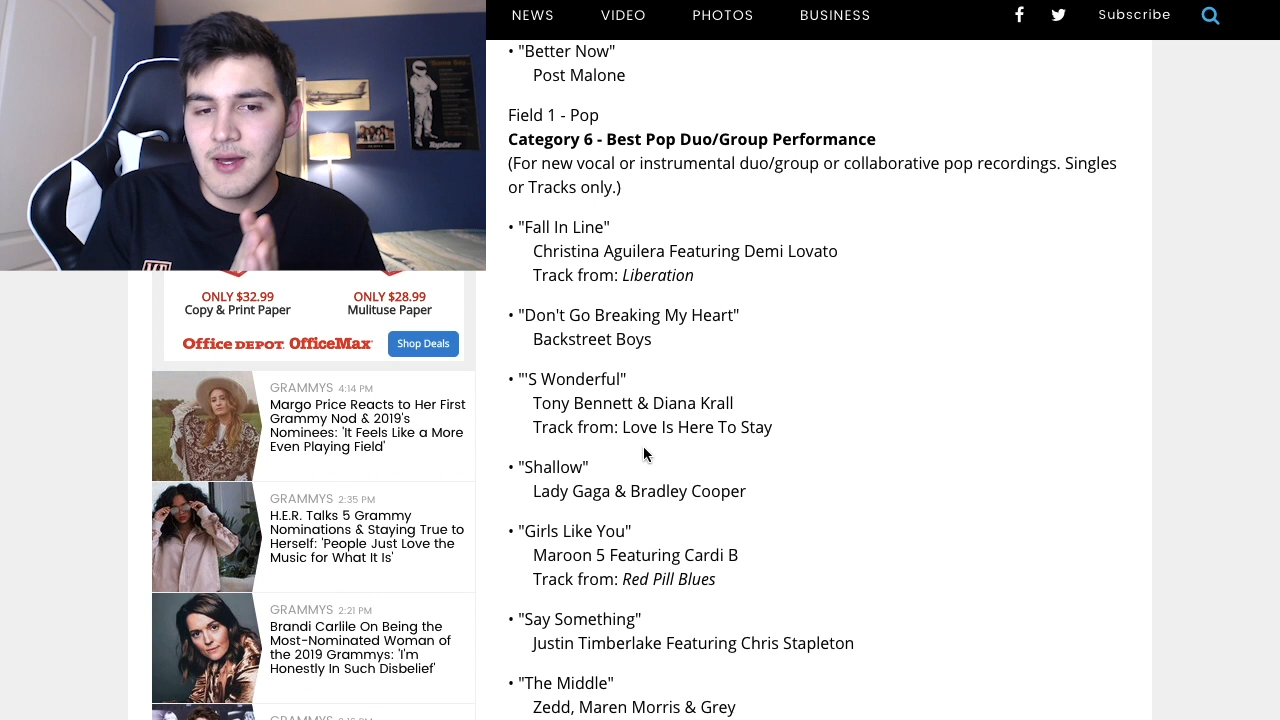 NEWS VIDEO PHOTOS BUSINESS Subscribe
• "Better Now"
Post Malone
Field 1 - Pop
Category 6 - Best Pop Duo/Group Performance
(For new vocal or instrumental duo/group or collaborative pop recordings. Singles
or Tracks only.)
• "Fall In Line"
Christina Aguilera Featuring Demi Lovato
Track from: Liberation
• "Don't Go Breaking My Heart"
Backstreet Boys
• "'S Wonderful"
Tony Bennett & Diana Krall
Track from: Love Is Here To Stay
• "Shallow"
Lady Gaga & Bradley Cooper
• "Girls Like You"
Maroon 5 Featuring Cardi B
Track from: Red Pill Blues
• "Say Something"
Justin Timberlake Featuring Chris Stapleton
• "The Middle"
Zedd, Maren Morris & Grey
TopGear
ONLY $32.99
Copy & Print Paper
ONLY $28.99
Mulituse Paper
Office DEPOT OfficeMax
Shop Deals
GRAMMYS 4:14 PM
Margo Price Reacts to Her First
Grammy Nod & 2019's
Nominees: 'It Feels Like a More
Even Playing Field'
GRAMMYS 2:35 PM
H.E.R. Talks 5 Grammy
Nominations & Staying True to
Herself: 'People Just Love the
Music for What It Is'
GRAMMYS 2:21 PM
Brandi Carlile On Being the
Most-Nominated Woman of
the 2019 Grammys: 'I'm
Honestly In Such Disbelief'